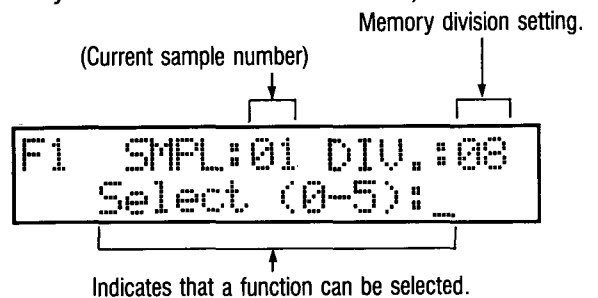 Memory division setting.
(Current sample number)
F1 SMPL:01 DIV.:08
Select (0-5):_
Indicates that a function can be selected.